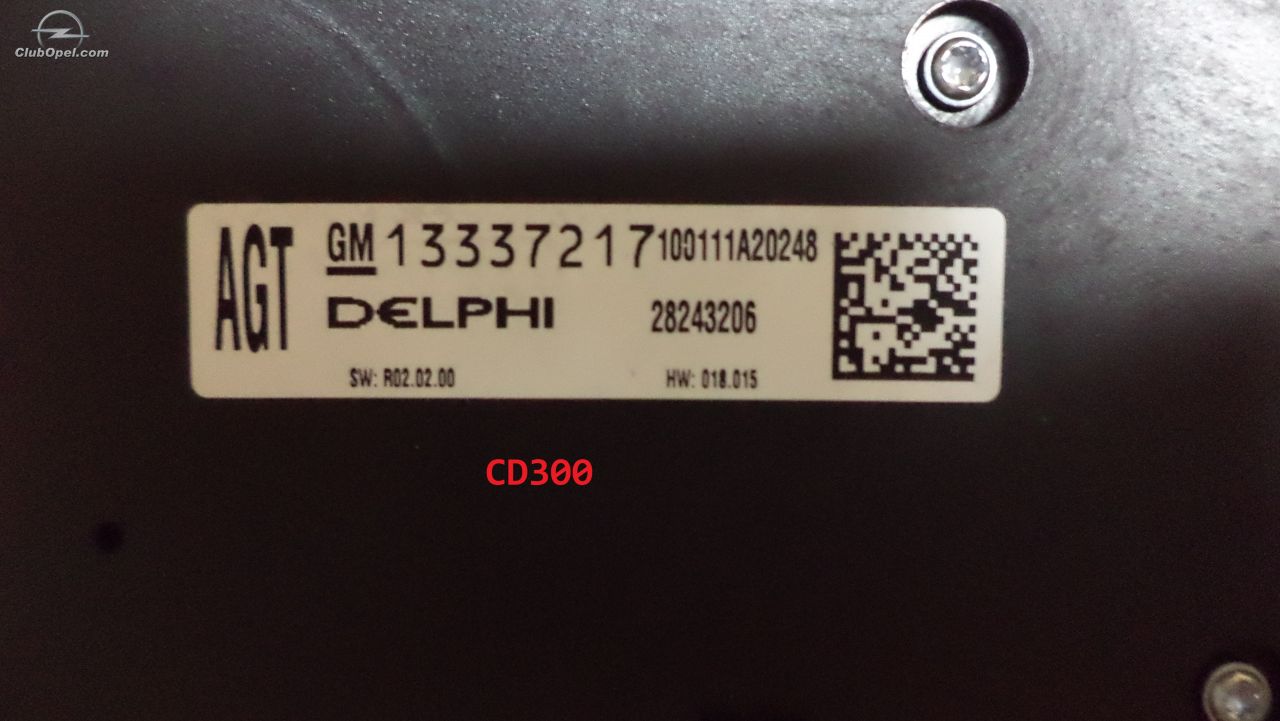 ClubOpel.com
AGT
GM 13337217 100111A20248
DELPHI 28243206
SW: R02.02.00 HW: 018.015
CD300